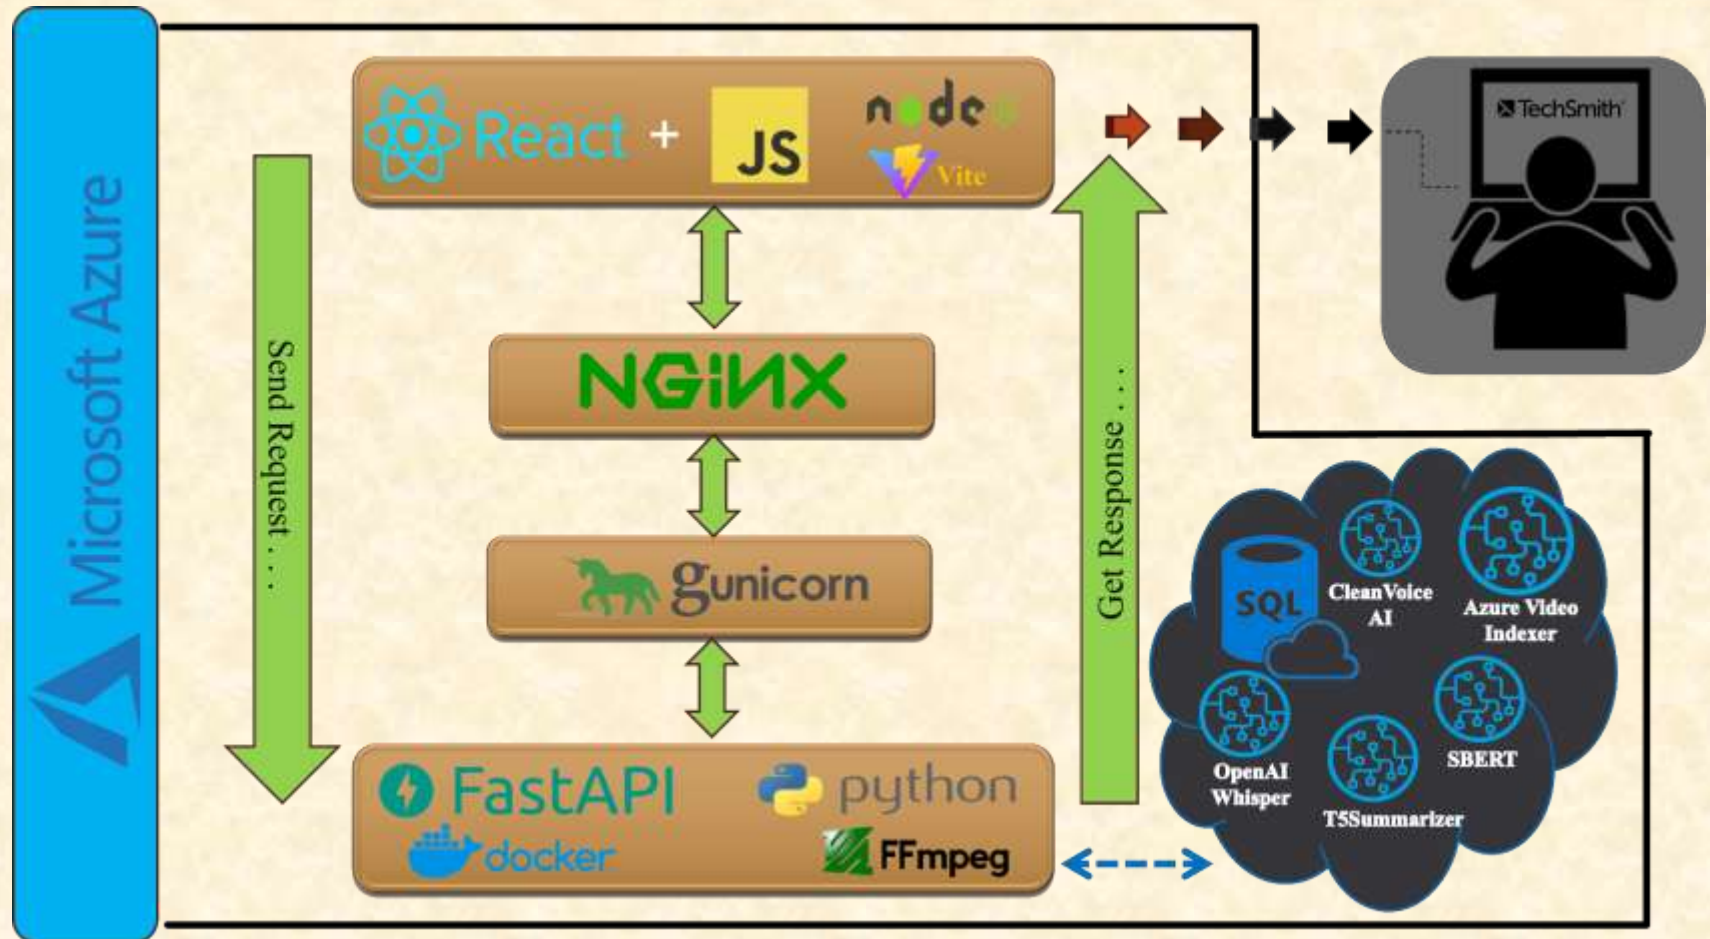 Microsoft Azure
React + JS
node
Vite
TechSmith
Send Request . . .
NGiNX
Get Response . . .
gunicorn
SQL
CleanVoice
AI
Azure Video
Indexer
OpenAI
Whisper
SBERT
T5Summarizer
FastAPI
python
docker
FFmpeg